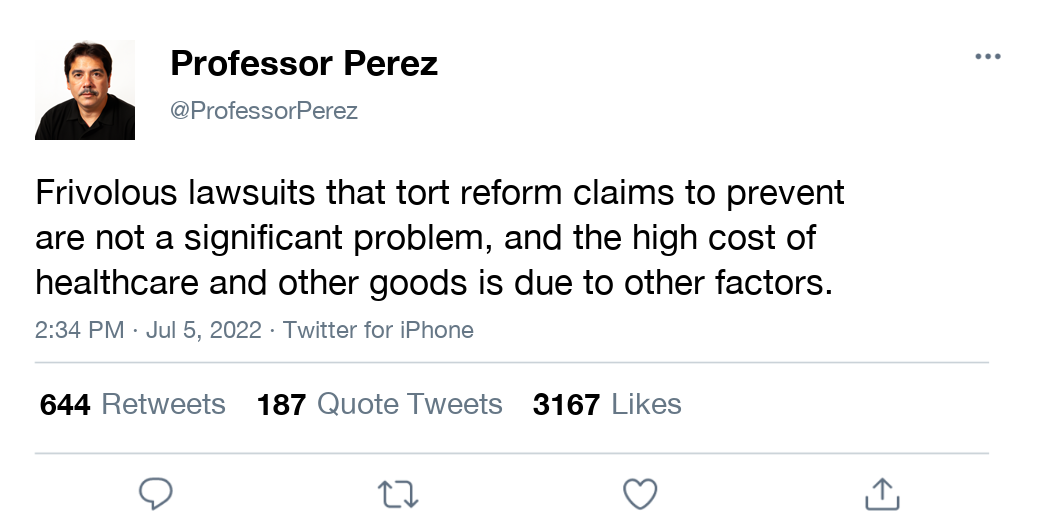 Professor Perez
@ProfessorPerez
Frivolous lawsuits that tort reform claims to prevent
are not a significant problem, and the high cost of
healthcare and other goods is due to other factors.
2:34 PM · Jul 5, 2022 · Twitter for iPhone
644 Retweets 187 Quote Tweets 3167 Likes